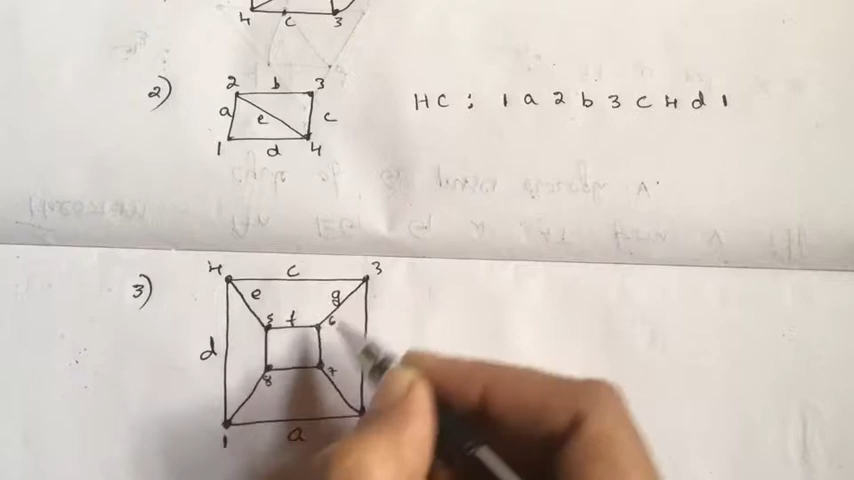 4 c 3
2)
2 b 3
a e c
1 d 4
HC : 1 a 2 b 3 c 4 d 1
3)
4 c 3
e g
5 f 6
d
8 7
1 a